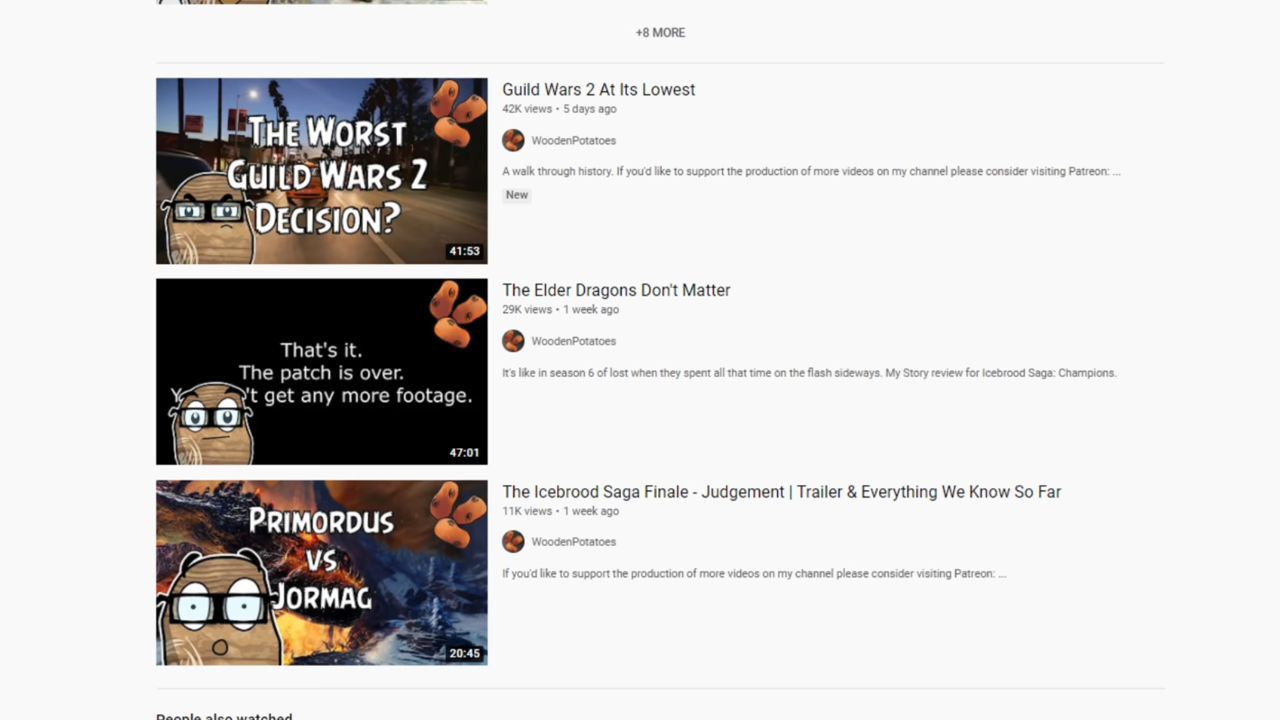 +8 MORE
THE WORST
GUILD WARS 2
DECISION?
41:53
Guild Wars 2 At Its Lowest
42K views • 5 days ago
WoodenPotatoes
A walk through history. If you'd like to support the production of more videos on my channel please consider visiting Patreon: ...
New
That's it.
The patch is over.
Y 't get any more footage.
47:01
The Elder Dragons Don't Matter
29K views • 1 week ago
WoodenPotatoes
It's like in season 6 of lost when they spent all that time on the flash sideways. My Story review for Icebrood Saga: Champions.
PRIMORDUS
VS
JORMAG
20:45
The Icebrood Saga Finale - Judgement | Trailer & Everything We Know So Far
11K views • 1 week ago
WoodenPotatoes
If you'd like to support the production of more videos on my channel please consider visiting Patreon: ...
People also watched